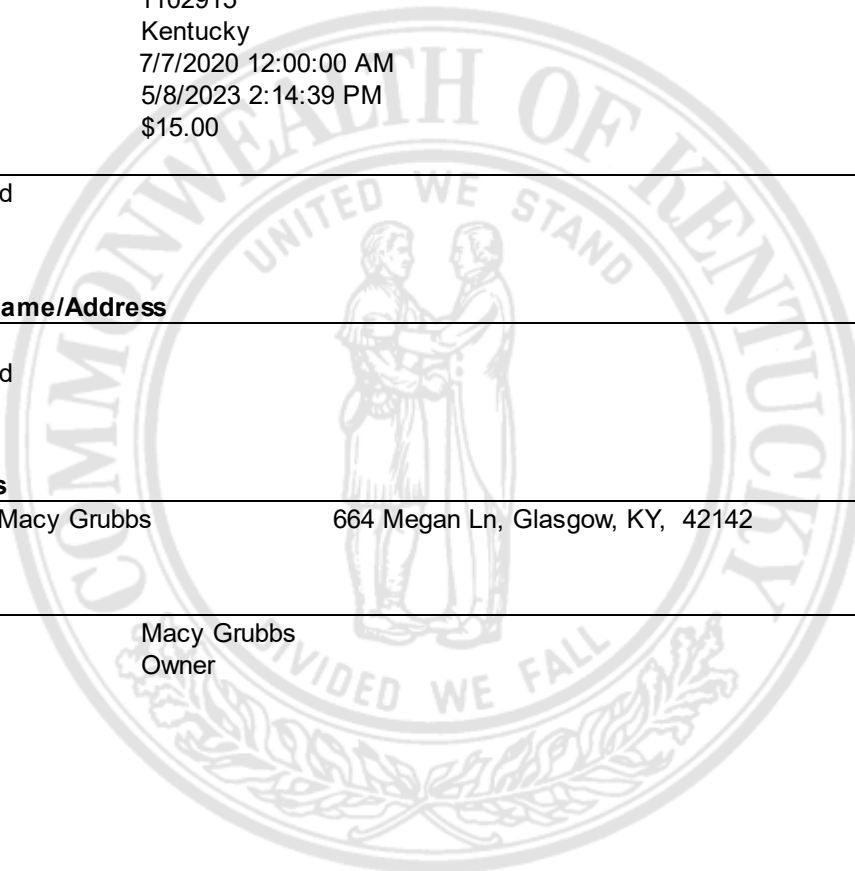 1102915
Kentucky
7/7/2020 12:00:00 AM
5/8/2023 2:14:39 PM
$15.00
d
ame/Address
d
s
Macy Grubbs 664 Megan Ln, Glasgow, KY, 42142
Macy Grubbs
Owner
COMMONWEALTH OF KENTUCKY
UNITED WE STAND
DIVIDED WE FALL